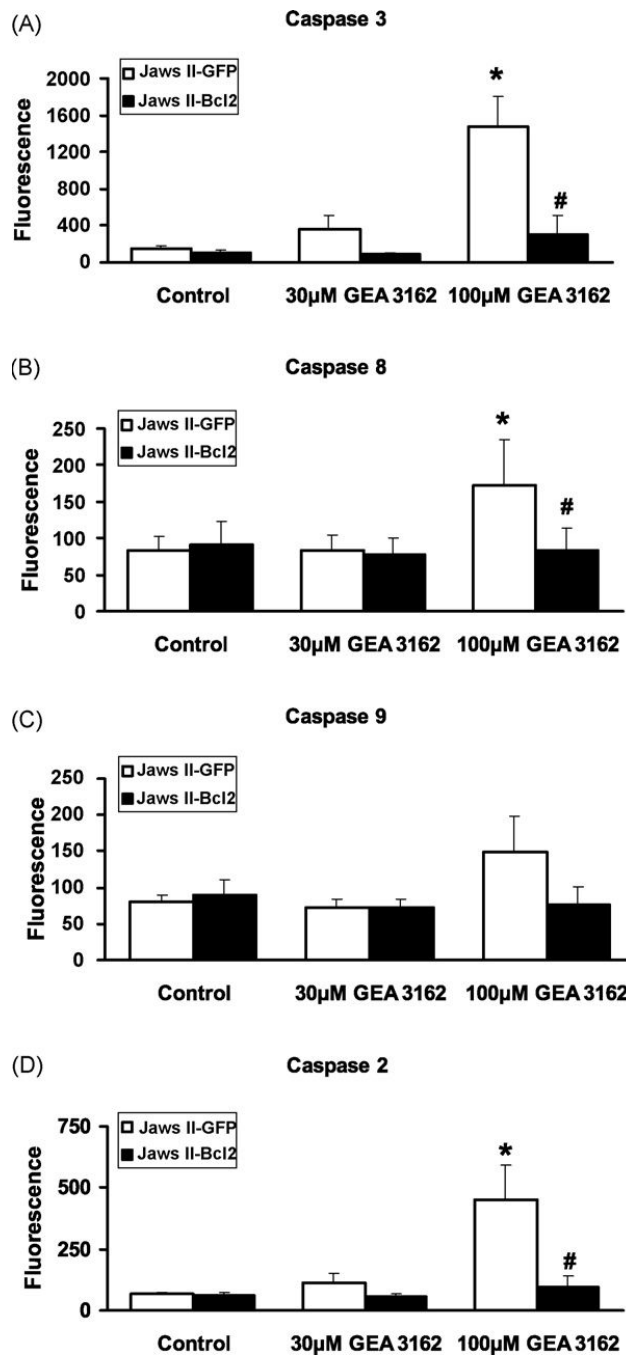 (A)
Caspase 3
Jaws II-GFP
Jaws II-Bcl2
Fluorescence
2000
1600
1200
800
400
0
*
#
Control 30µM GEA 3162 100µM GEA 3162
(B)
Caspase 8
Jaws II-GFP
Jaws II-Bcl2
Fluorescence
250
200
150
100
50
0
*
#
Control 30µM GEA 3162 100µM GEA 3162
(C)
Caspase 9
Jaws II-GFP
Jaws II-Bcl2
Fluorescence
250
200
150
100
50
0
Control 30µM GEA 3162 100µM GEA 3162
(D)
Caspase 2
Jaws II-GFP
Jaws II-Bcl2
Fluorescence
750
500
250
0
*
#
Control 30µM GEA 3162 100µM GEA 3162